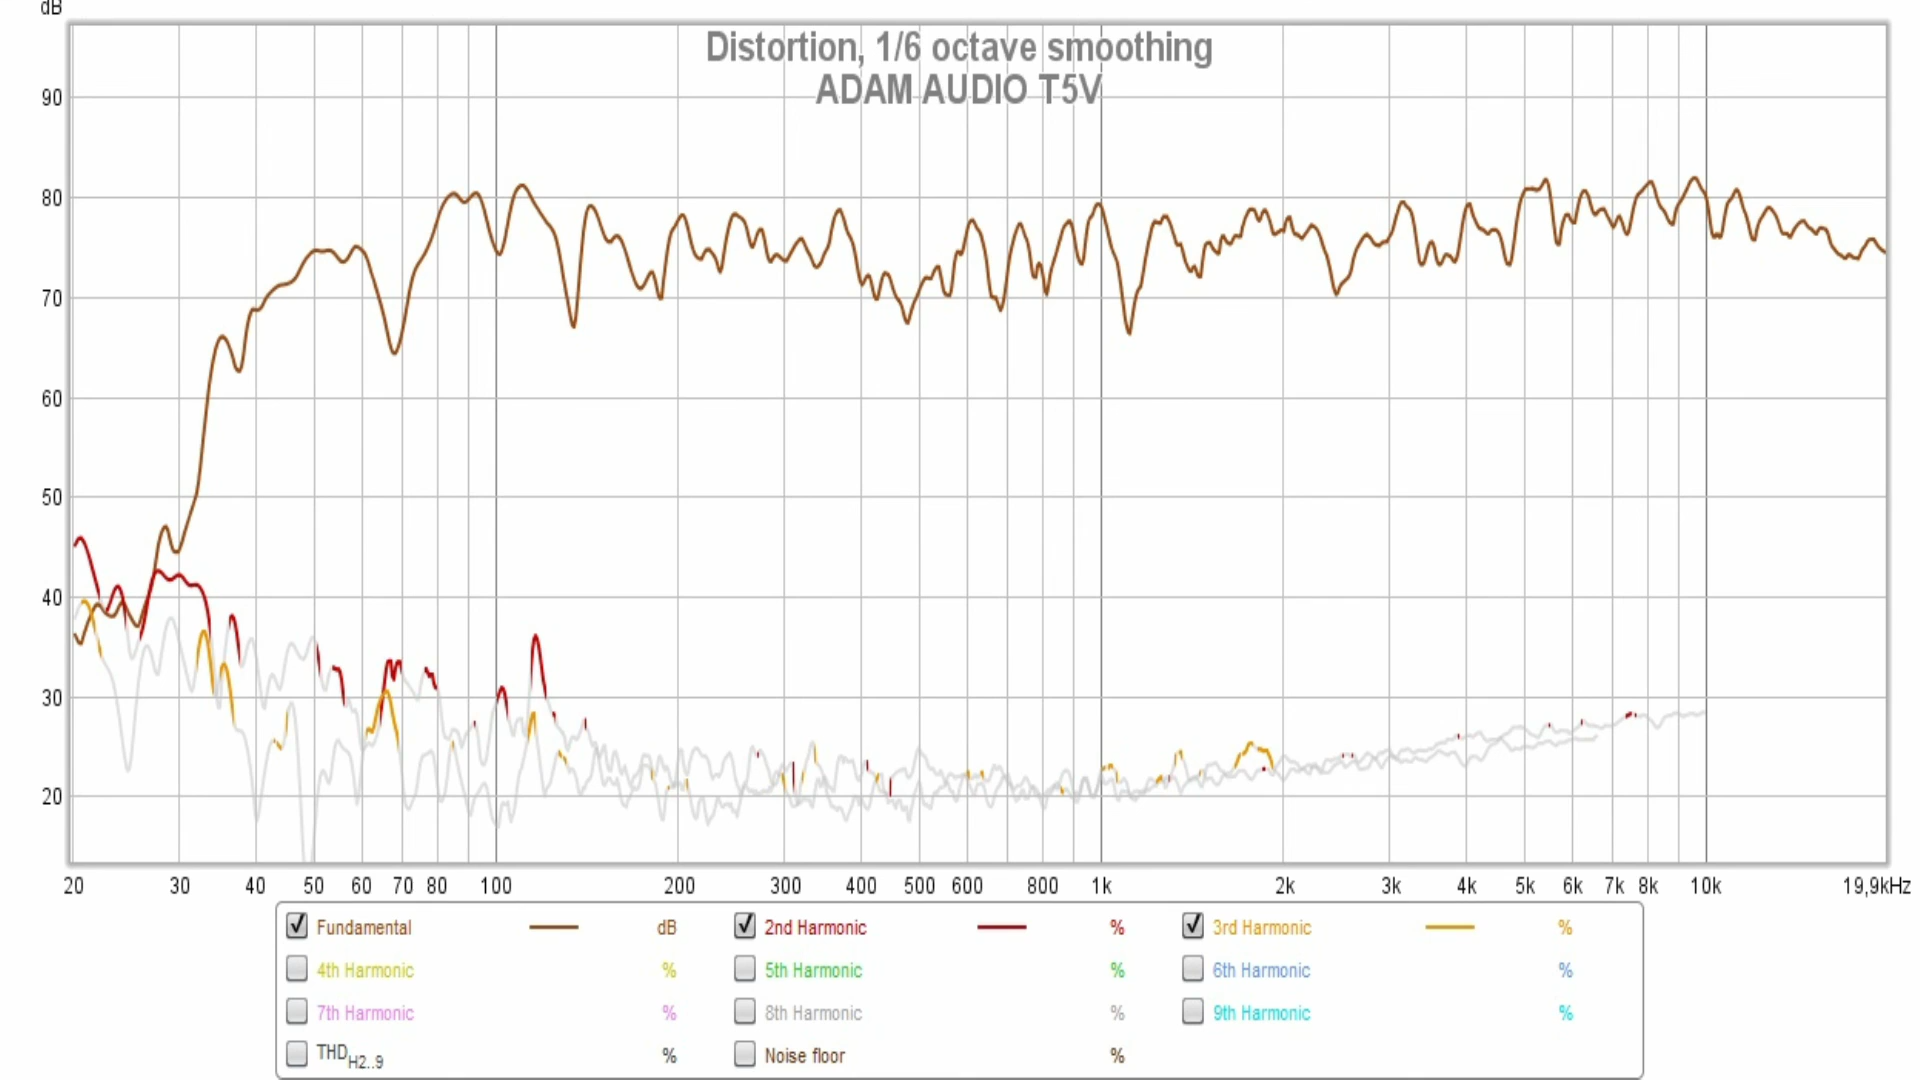 dB
Distortion, 1/6 octave smoothing
ADAM AUDIO T5V
90
80
70
60
50
40
30
20
20 30 40 50 60 70 80 100 200 300 400 500 600 800 1k 2k 3k 4k 5k 6k 7k 8k 10k 19,9kHz
Fundamental dB 2nd Harmonic % 3rd Harmonic %
4th Harmonic % 5th Harmonic % 6th Harmonic %
7th Harmonic % 8th Harmonic % 9th Harmonic %
THD H2..9 % Noise floor %